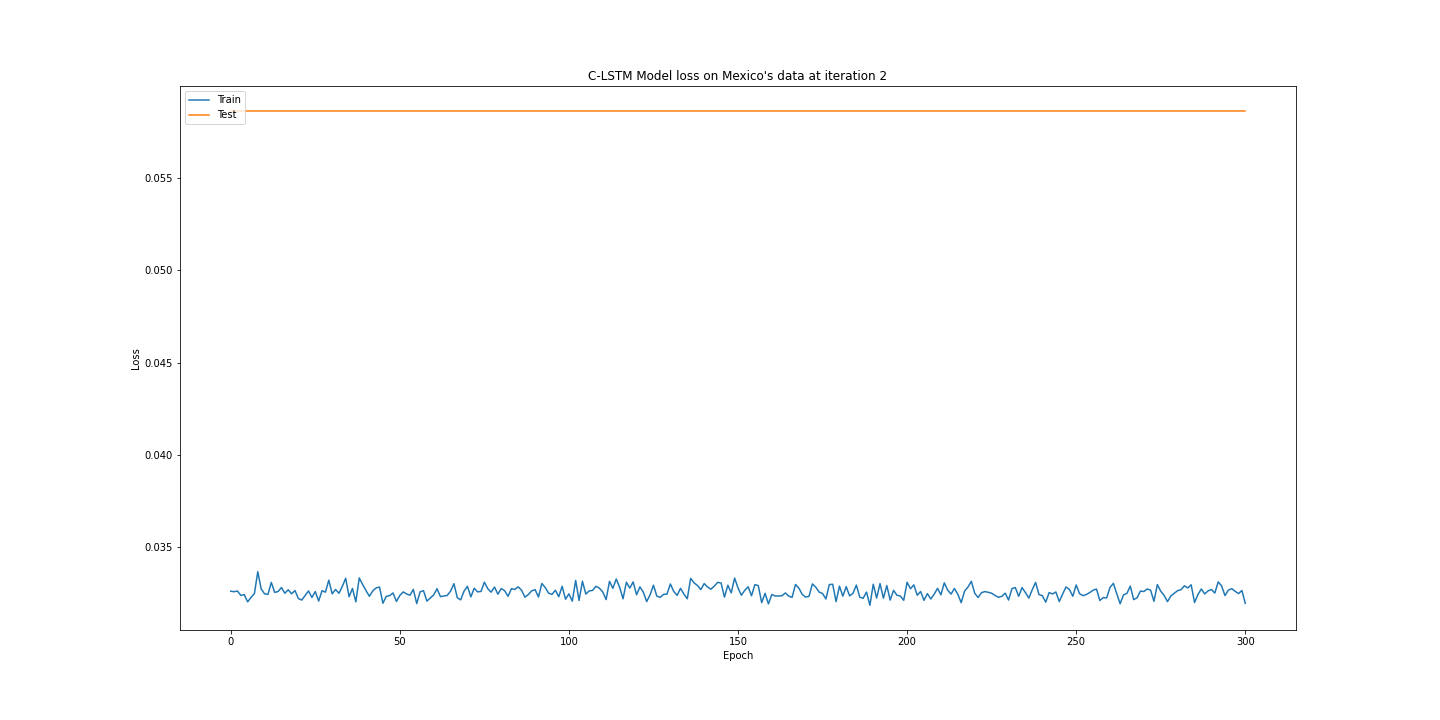 C-LSTM Model loss on Mexico's data at iteration 2
Train
Test
0.055
0.050
0.045
0.040
0.035
Loss
0 50 100 150 200 250 300
Epoch